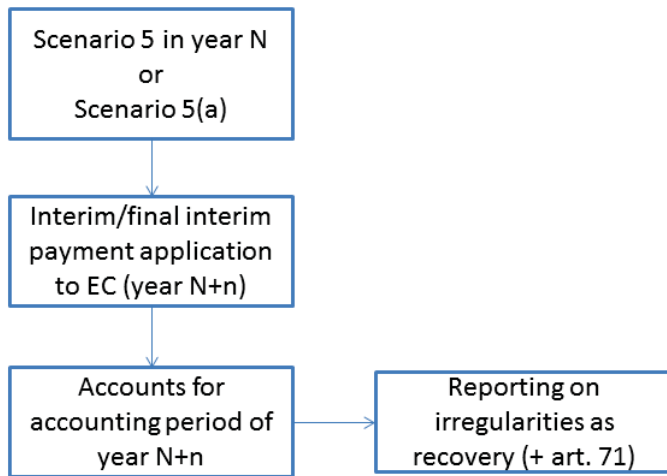 Scenario 5 in year N
or
Scenario 5(a)
Interim/final interim
payment application
to EC (year N+n)
Accounts for
accounting period of
year N+n
Reporting on
irregularities as
recovery (+ art. 71)